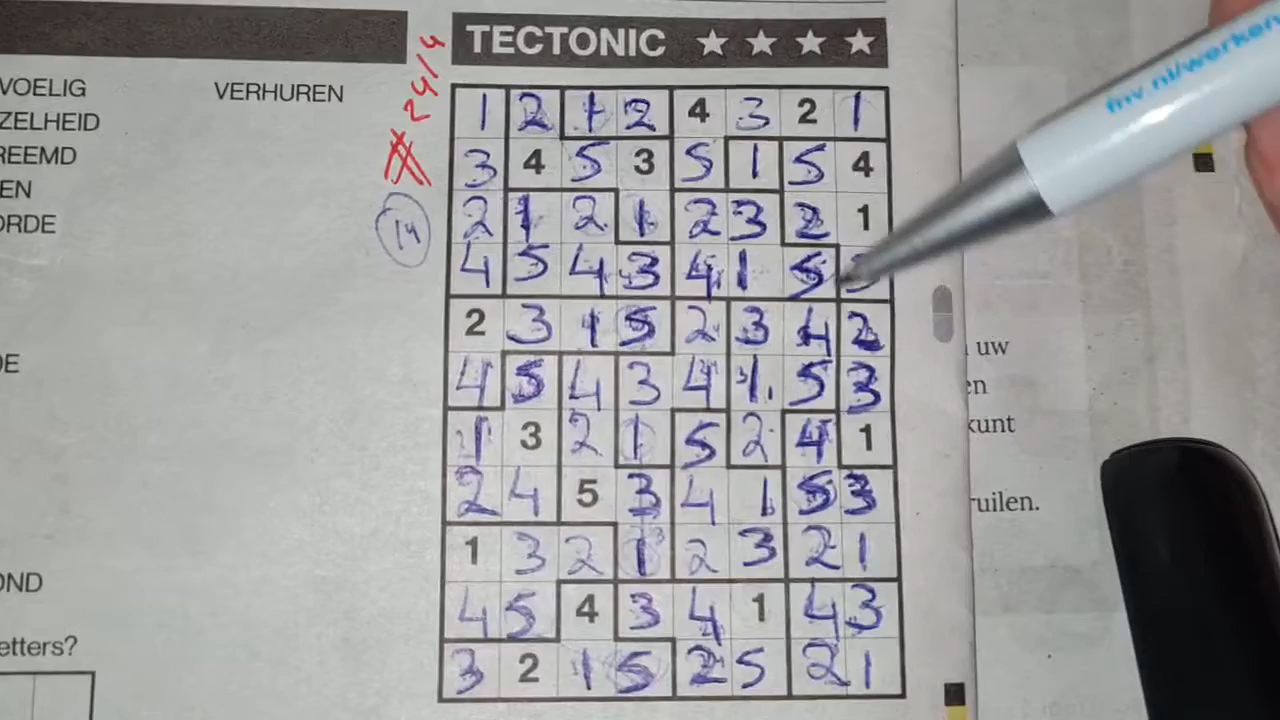 TECTONIC ★ ★ ★ ★
24/4
VOELIG VERHUREN
ZELHEID
REEMD
EN
ORDE
14
DE
OND
etters?
1 2 1 2 4 3 2 1
3 4 5 3 5 1 5 4
2 1 2 1 2 3 2 1
4 5 4 3 4 1 5 3
2 3 1 5 2 3 4 2
4 5 4 3 4 1 5 3
1 3 2 1 5 2 4 1
2 4 5 3 4 1 5 3
1 3 2 1 2 3 2 1
4 5 4 3 4 1 4 3
3 2 1 5 2 5 2 1
fnv.nl/werken
uw
en
kunt
uilen.